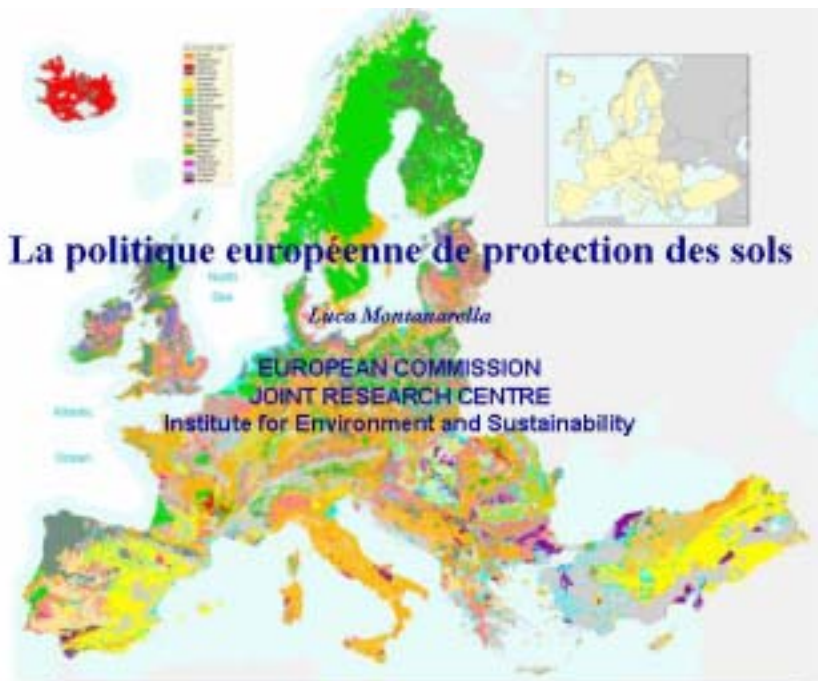 La politique européenne de protection des sols
North
Sea
Luca Montanarella
EUROPEAN COMMISSION
JOINT RESEARCH CENTRE
Atlantic
Institute for Environment and Sustainability
Ocean